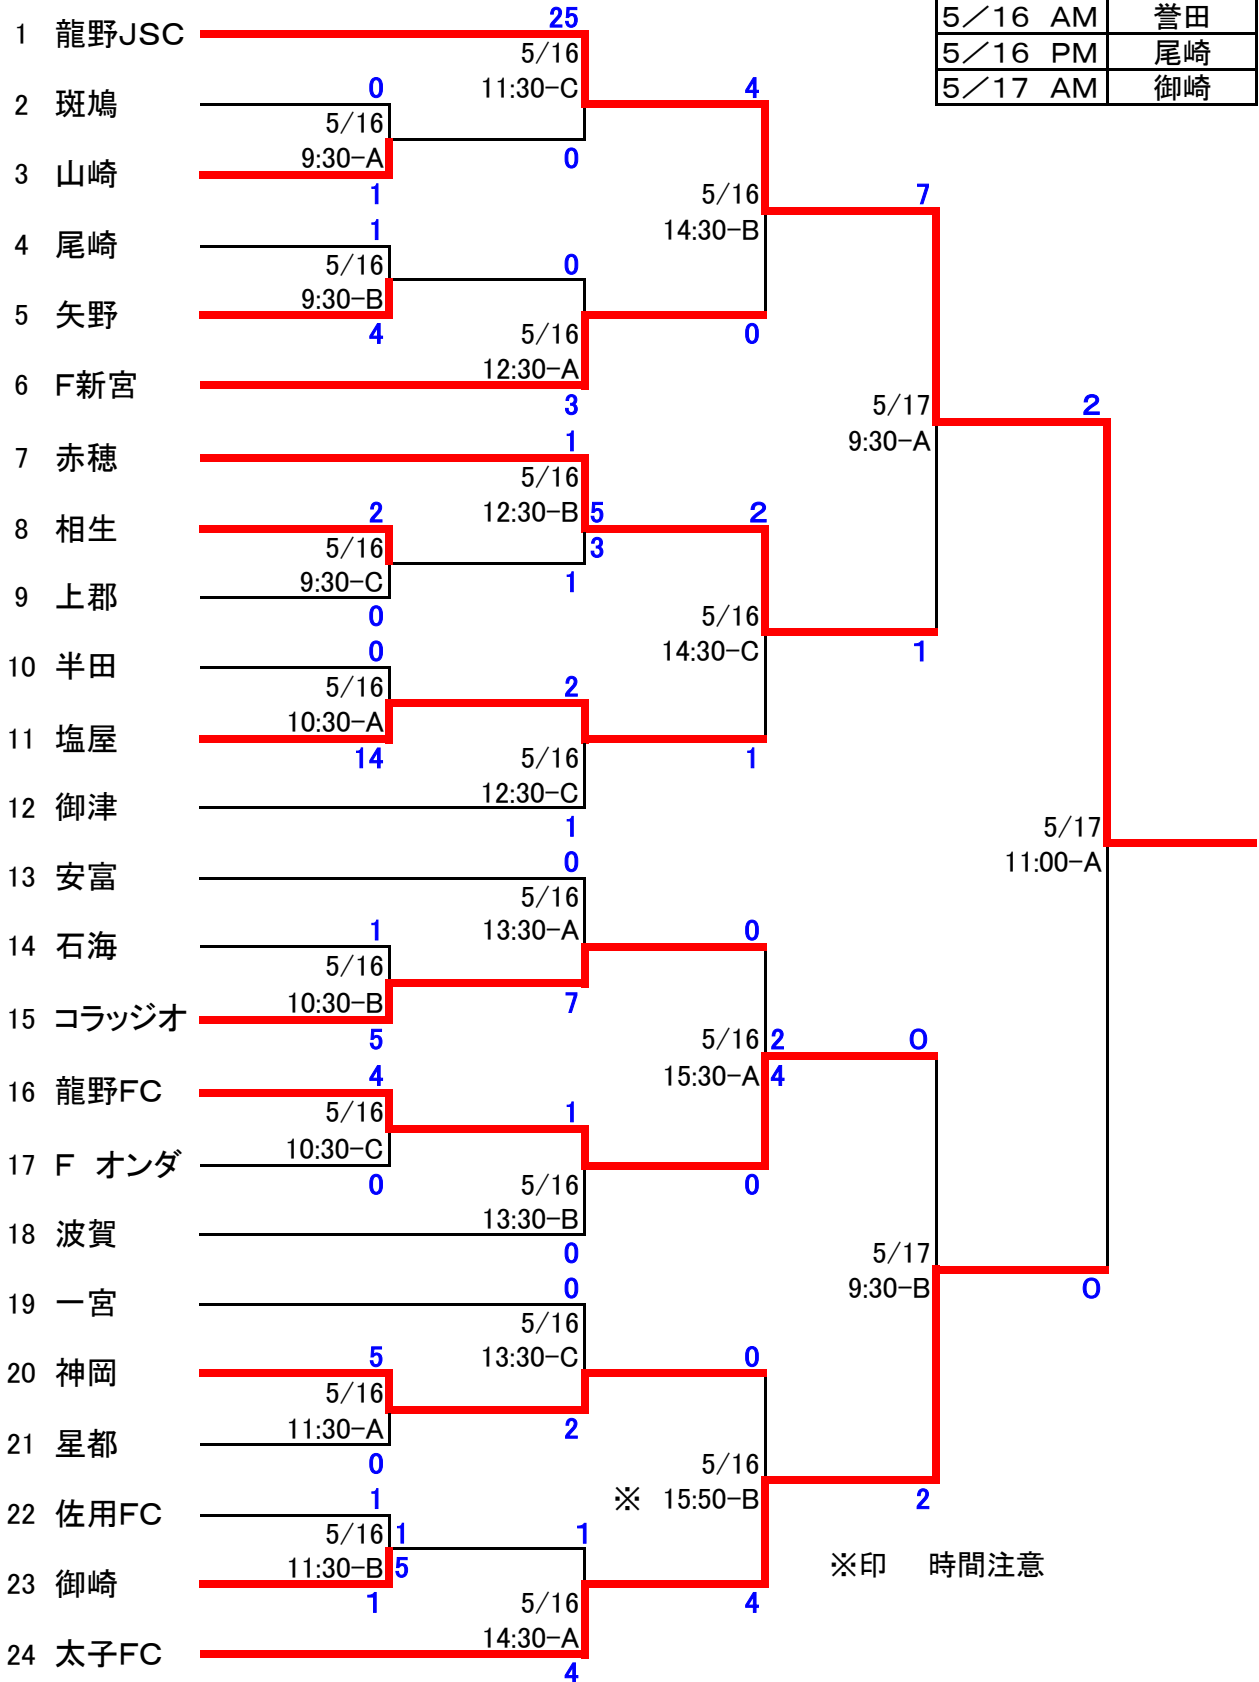 25
5／16 AM 誉田
1 龍野JSC
5/16
5／16 PM 尾崎
0
11:30-C
4
5／17 AM 御崎
2 斑鳩
5/16
9:30-A
0
3 山崎
1
5/16
7
1
14:30-B
4 尾崎
5/16
0
9:30-B
5 矢野
4
5/16
0
12:30-A
6 F新宮
3
5/17
2
1
9:30-A
7 赤穂
5/16
2
12:30-B
5
2
8 相生
5/16
3
9:30-C
1
9 上郡
0
5/16
0
14:30-C
1
10 半田
5/16
2
10:30-A
11 塩屋
14
5/16
1
12:30-C
12 御津
1
5/17
0
11:00-A
13 安富
5/16
1
13:30-A
0
14 石海
5/16
10:30-B
7
15 コラッジオ
5
5/16
2
0
4
15:30-A
4
16 龍野FC
5/16
1
10:30-C
17 F オンダ
0
5/16
0
13:30-B
18 波賀
0
5/17
0
9:30-B
0
19 一宮
5/16
5
13:30-C
0
20 神岡
5/16
11:30-A
2
21 星都
0
5/16
1
※ 15:50-B
2
22 佐用FC
5/16
1
1
11:30-B
5
※印 時間注意
23 御崎
1
5/16
4
14:30-A
24 太子FC
4